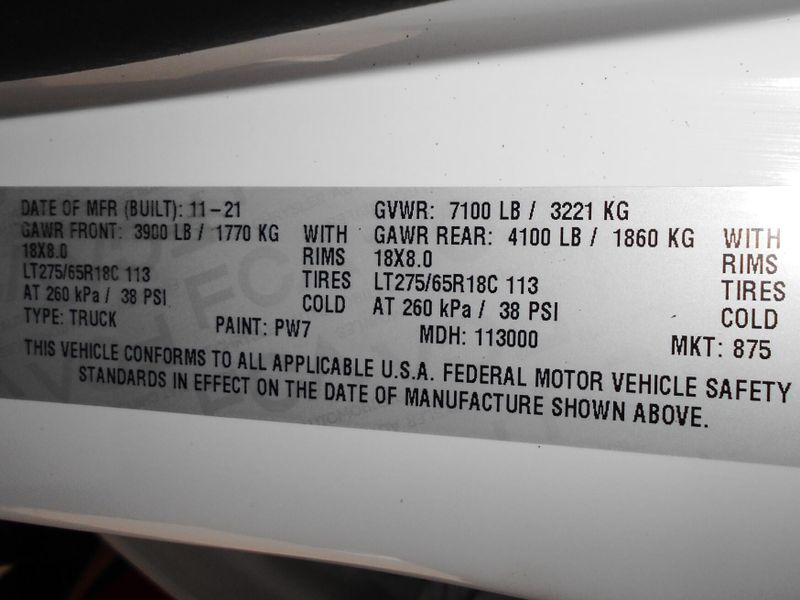 DATE OF MFR (BUILT): 11-21 GVWR: 7100 LB / 3221 KG
GAWR FRONT: 3900 LB / 1770 KG WITH GAWR REAR: 4100 LB / 1860 KG WITH
18X8.0 RIMS 18X8.0 RIMS
LT275/65R18C 113 TIRES LT275/65R18C 113 TIRES
AT 260 kPa / 38 PSI COLD AT 260 kPa / 38 PSI COLD
TYPE: TRUCK PAINT: PW7 MDH: 113000 MKT: 875
THIS VEHICLE CONFORMS TO ALL APPLICABLE U.S.A. FEDERAL MOTOR VEHICLE SAFETY
STANDARDS IN EFFECT ON THE DATE OF MANUFACTURE SHOWN ABOVE.